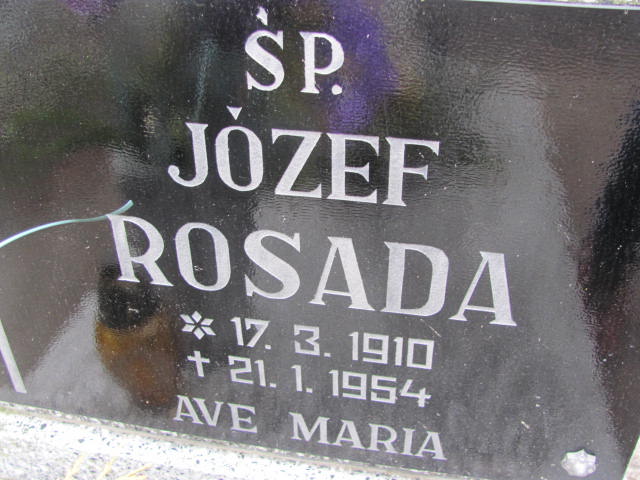 ŚP.
JÓZEF
ROSADA
* 17. 3. 1910
† 21. 1. 1954
AVE MARIA